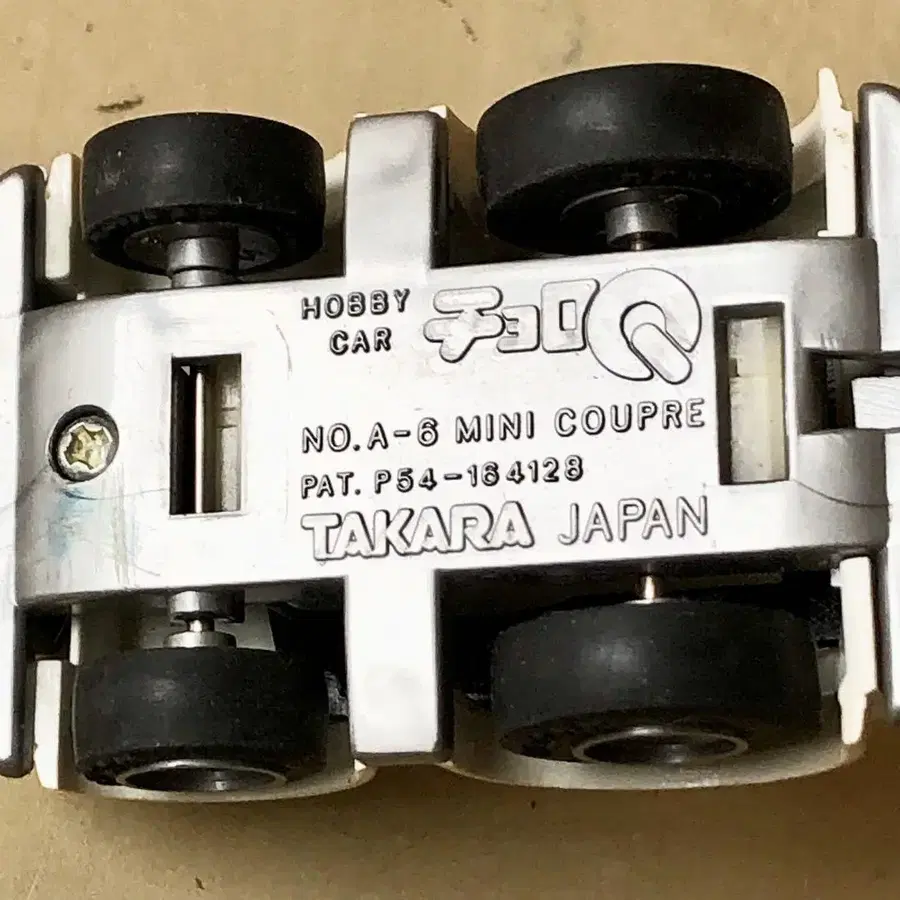 HOBBY
CAR
チョロQ
NO.A-6 MINI COUPRE
PAT. P54-164128
TAKARA JAPAN